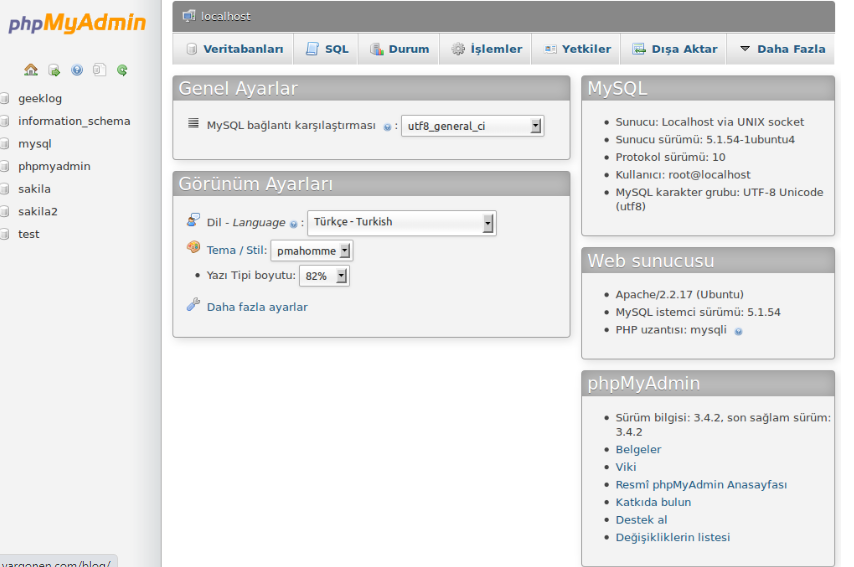 phpMyAdmin
geeklog
information_schema
mysql
phpmyadmin
sakila
sakila2
test
localhost
Veritabanları SQL Durum İşlemler Yetkiler Dışa Aktar Daha Fazla
Genel Ayarlar
MySQL bağlantı karşılaştırması : utf8_general_ci
Görünüm Ayarları
Dil - Language : Türkçe - Turkish
Tema / Stil: pmahomme
• Yazı Tipi boyutu: 82%
Daha fazla ayarlar
MySQL
• Sunucu: Localhost via UNIX socket
• Sunucu sürümü: 5.1.54-1ubuntu4
• Protokol sürümü: 10
• Kullanıcı: root@localhost
• MySQL karakter grubu: UTF-8 Unicode
(utf8)
Web sunucusu
• Apache/2.2.17 (Ubuntu)
• MySQL istemci sürümü: 5.1.54
• PHP uzantısı: mysqli
phpMyAdmin
• Sürüm bilgisi: 3.4.2, son sağlam sürüm:
3.4.2
• Belgeler
• Viki
• Resmî phpMyAdmin Anasayfası
• Katkıda bulun
• Destek al
• Değişikliklerin listesi
yargonen.com/blog/